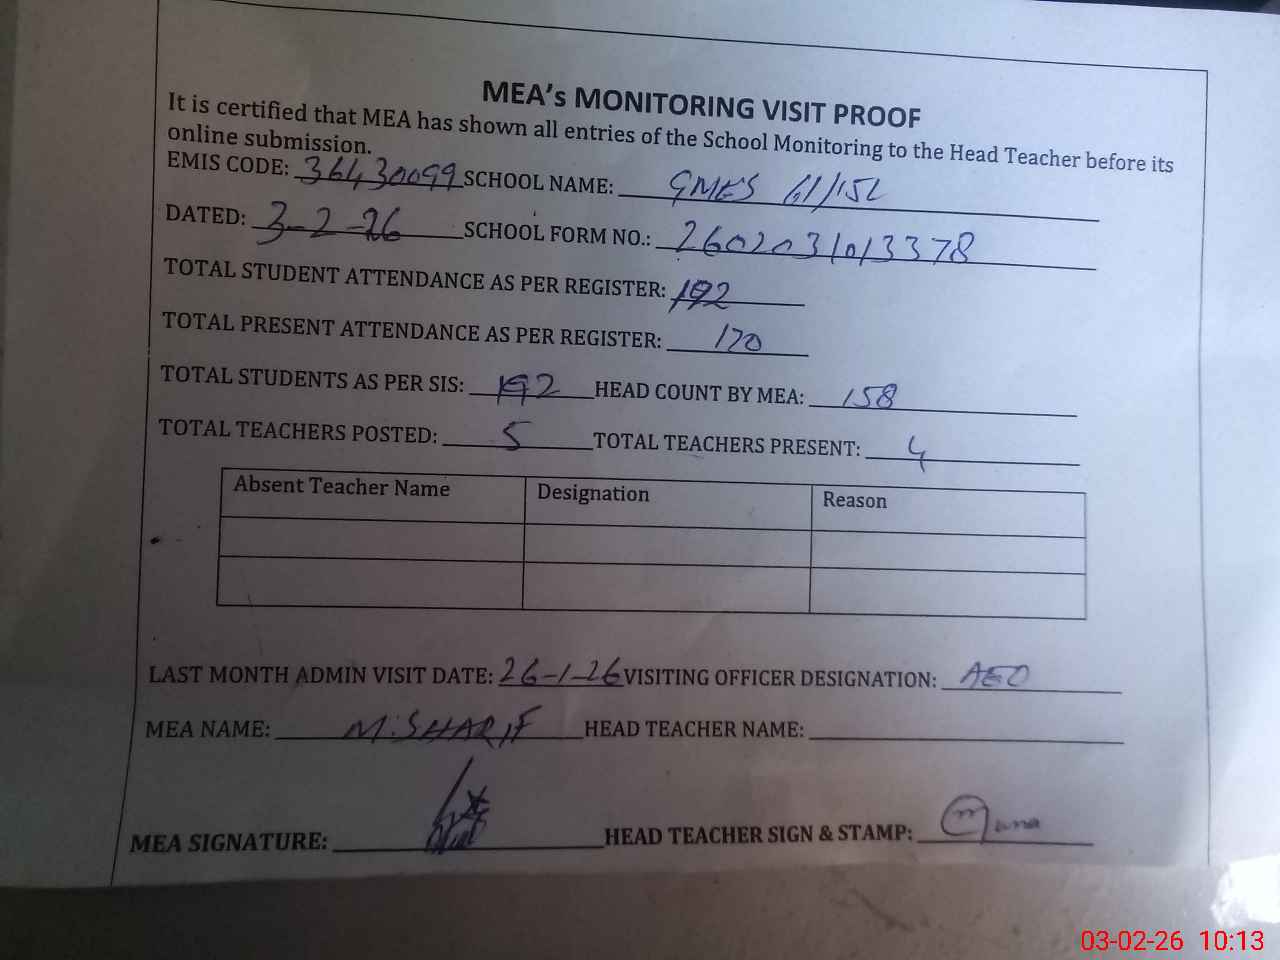 MEA's MONITORING VISIT PROOF
It is certified that MEA has shown all entries of the School Monitoring to the Head Teacher before its
online submission.
EMIS CODE: 36430099 SCHOOL NAME: GMES 61/15L
DATED: 3-2-26 SCHOOL FORM NO.: 2602031013378
TOTAL STUDENT ATTENDANCE AS PER REGISTER: 192
TOTAL PRESENT ATTENDANCE AS PER REGISTER: 170
TOTAL STUDENTS AS PER SIS: 192 HEAD COUNT BY MEA: 158
TOTAL TEACHERS POSTED: 5 TOTAL TEACHERS PRESENT: 4
Absent Teacher Name Designation Reason
LAST MONTH ADMIN VISIT DATE: 26-1-26 VISITING OFFICER DESIGNATION: AEO
MEA NAME: M.SHARIF HEAD TEACHER NAME:
MEA SIGNATURE: HEAD TEACHER SIGN & STAMP:
03-02-26 10:13